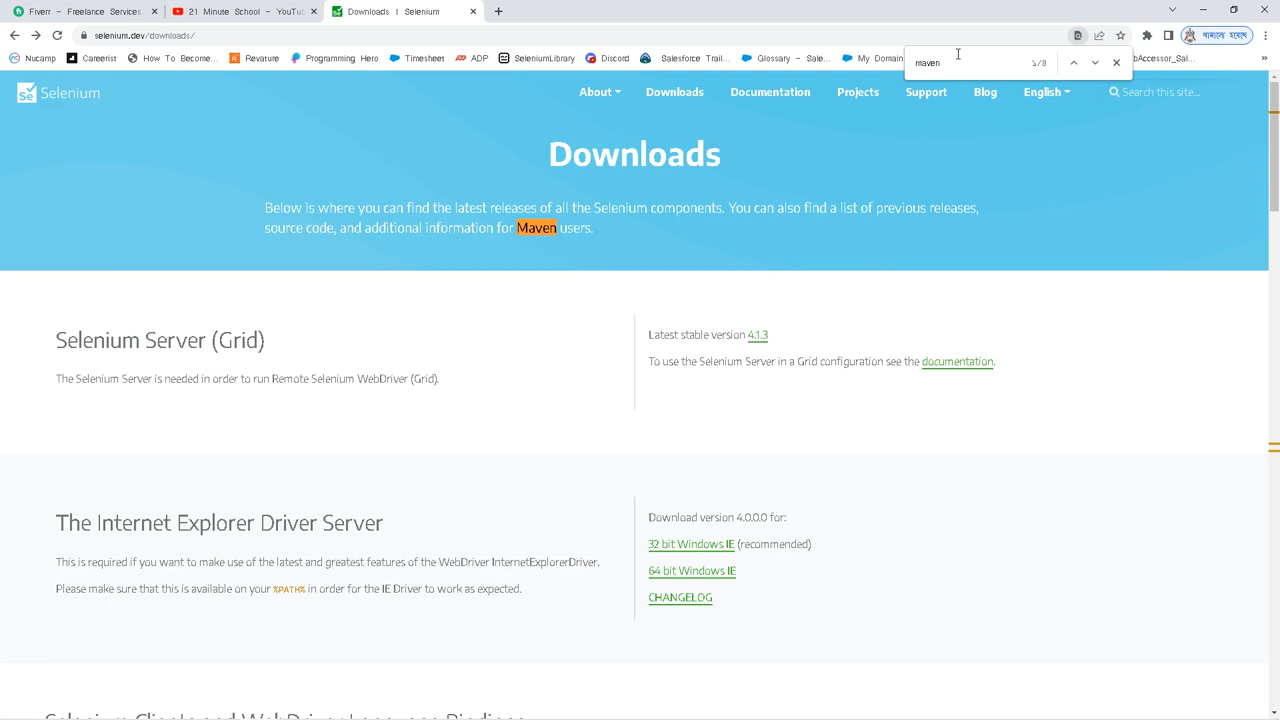 Fiverr - Freelance Services
21 Minute School - YouTu
Downloads | Selenium
selenium.dev/downloads/
Nucamp
Careerist
How To Become...
Revature
Programming Hero
Timesheet
ADP
SeleniumLibrary
Discord
Salesforce Trail...
Glossary - Sale...
My Domain
bAccessor_Sal...
»
maven
Selenium
About
Downloads
Documentation
Projects
Support
Blog
English
Search this site...
Downloads
Below is where you can find the latest releases of all the Selenium components. You can also find a list of previous releases,
source code, and additional information for Maven users.
Selenium Server (Grid)
The Selenium Server is needed in order to run Remote Selenium WebDriver (Grid).
Latest stable version 4.1.3
To use the Selenium Server in a Grid configuration see the documentation.
The Internet Explorer Driver Server
This is required if you want to make use of the latest and greatest features of the WebDriver InternetExplorerDriver.
Please make sure that this is available on your %PATH% in order for the IE Driver to work as expected.
Download version 4.0.0.0 for:
32 bit Windows IE (recommended)
64 bit Windows IE
CHANGELOG
Selenium Clients and WebDriver Language Bindings